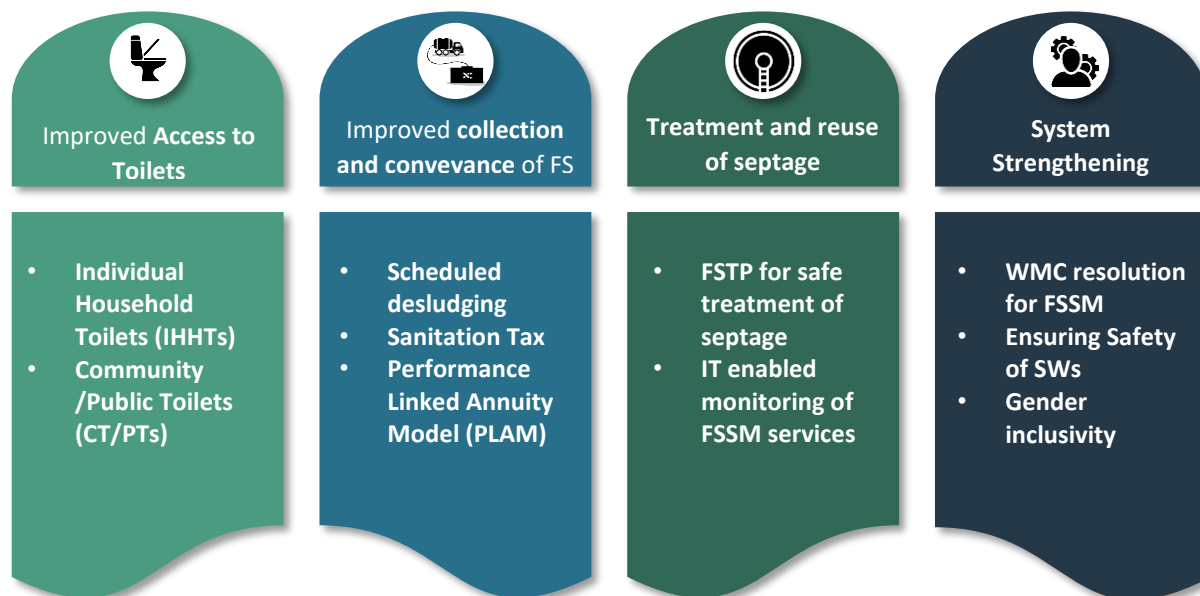 Improved Access to
Toilets
• Individual
Household
Toilets (IHHTs)
• Community
/Public Toilets
(CT/PTs)
Improved collection
and convevance of FS
• Scheduled
desludging
• Sanitation Tax
• Performance
Linked Annuity
Model (PLAM)
Treatment and reuse
of septage
• FSTP for safe
treatment of
septage
• IT enabled
monitoring of
FSSM services
System
Strengthening
• WMC resolution
for FSSM
• Ensuring Safety
of SWs
• Gender
inclusivity